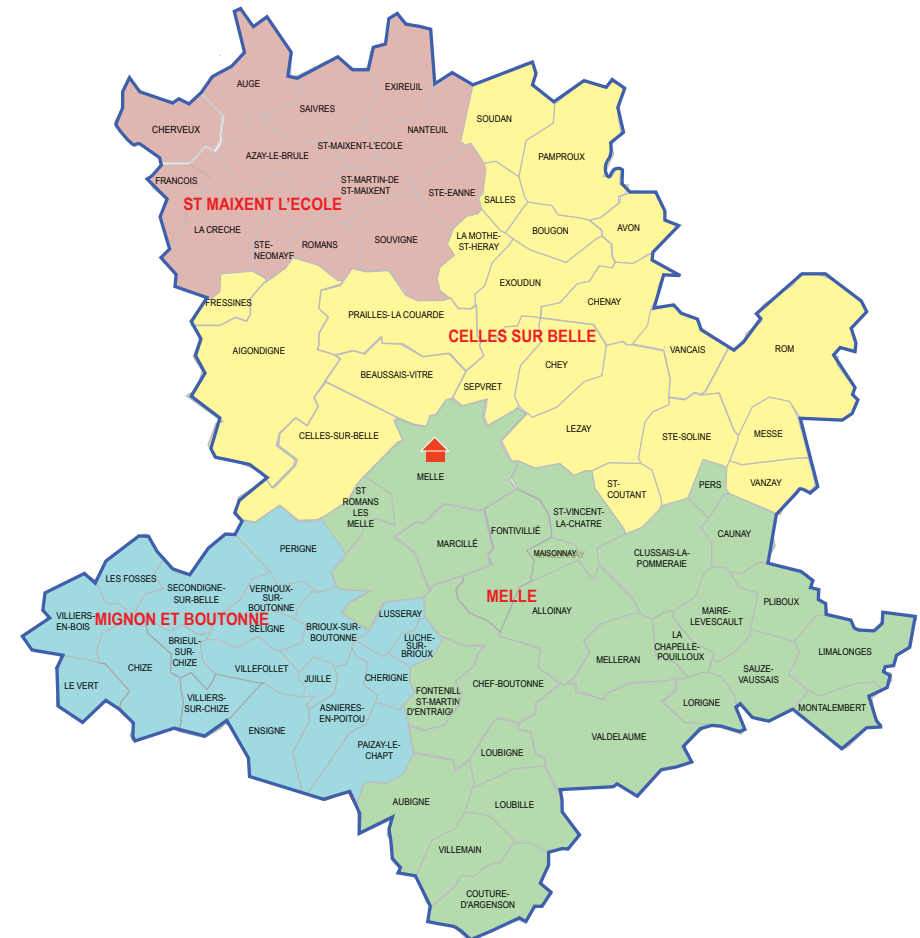 AUGE
EXIREUIL
SAIVRES
SOUDAN
CHERVEUX
NANTEUIL
ST-MAIXENT-L'ECOLE
AZAY-LE-BRULE
PAMPROUX
FRANCOIS
ST-MARTIN-DE
ST-MAIXENT
STE-EANNE
SALLES
ST MAIXENT L'ECOLE
LA CRECHE
BOUGON
AVON
LA MOTHE-
ST-HERAY
STE-
NEOMAYE
ROMANS
SOUVIGNE
EXOUDUN
CHENAY
FRESSINES
PRAILLES-LA COUARDE
CELLES SUR BELLE
AIGONDIGNE
VANCAIS
ROM
CHEY
BEAUSSAIS-VITRE
SEPVRET
CELLES-SUR-BELLE
LEZAY
STE-SOLINE
MESSE
MELLE
ST-
COUTANT
PERS
VANZAY
ST
ROMANS
LES
MELLE
ST-VINCENT-
LA-CHATRE
FONTIVILLIÉ
CAUNAY
MARCILLÉ
PERIGNE
MAISONNAY
CLUSSAIS-LA-
POMMERAIE
LES FOSSES
SECONDIGNE-
SUR-BELLE
VERNOUX-
SUR-
BOUTONNE
MELLE
PLIBOUX
VILLIERS-
EN-BOIS
MIGNON ET BOUTONNE
SELIGNE
BRIOUX-SUR-
BOUTONNE
LUSSERAY
ALLOINAY
MAIRE-
LEVESCAULT
BRIEUL-
SUR-
CHIZE
LUCHE-
SUR-
BRIOUX
LA
CHAPELLE-
POUILLOUX
LIMALONGES
CHIZE
VILLEFOLLET
MELLERAN
SAUZE-
VAUSSAIS
LE VERT
JUILLE
CHERIGNE
CHEF-BOUTONNE
VILLIERS-
SUR-CHIZE
FONTENILL
ST-MARTIN
D'ENTRAIGU
LORIGNE
MONTALEMBERT
ASNIERES-
EN-POITOU
ENSIGNE
VALDELAUME
PAIZAY-LE-
CHAPT
LOUBIGNE
AUBIGNE
LOUBILLE
VILLEMAIN
COUTURE-
D'ARGENSON